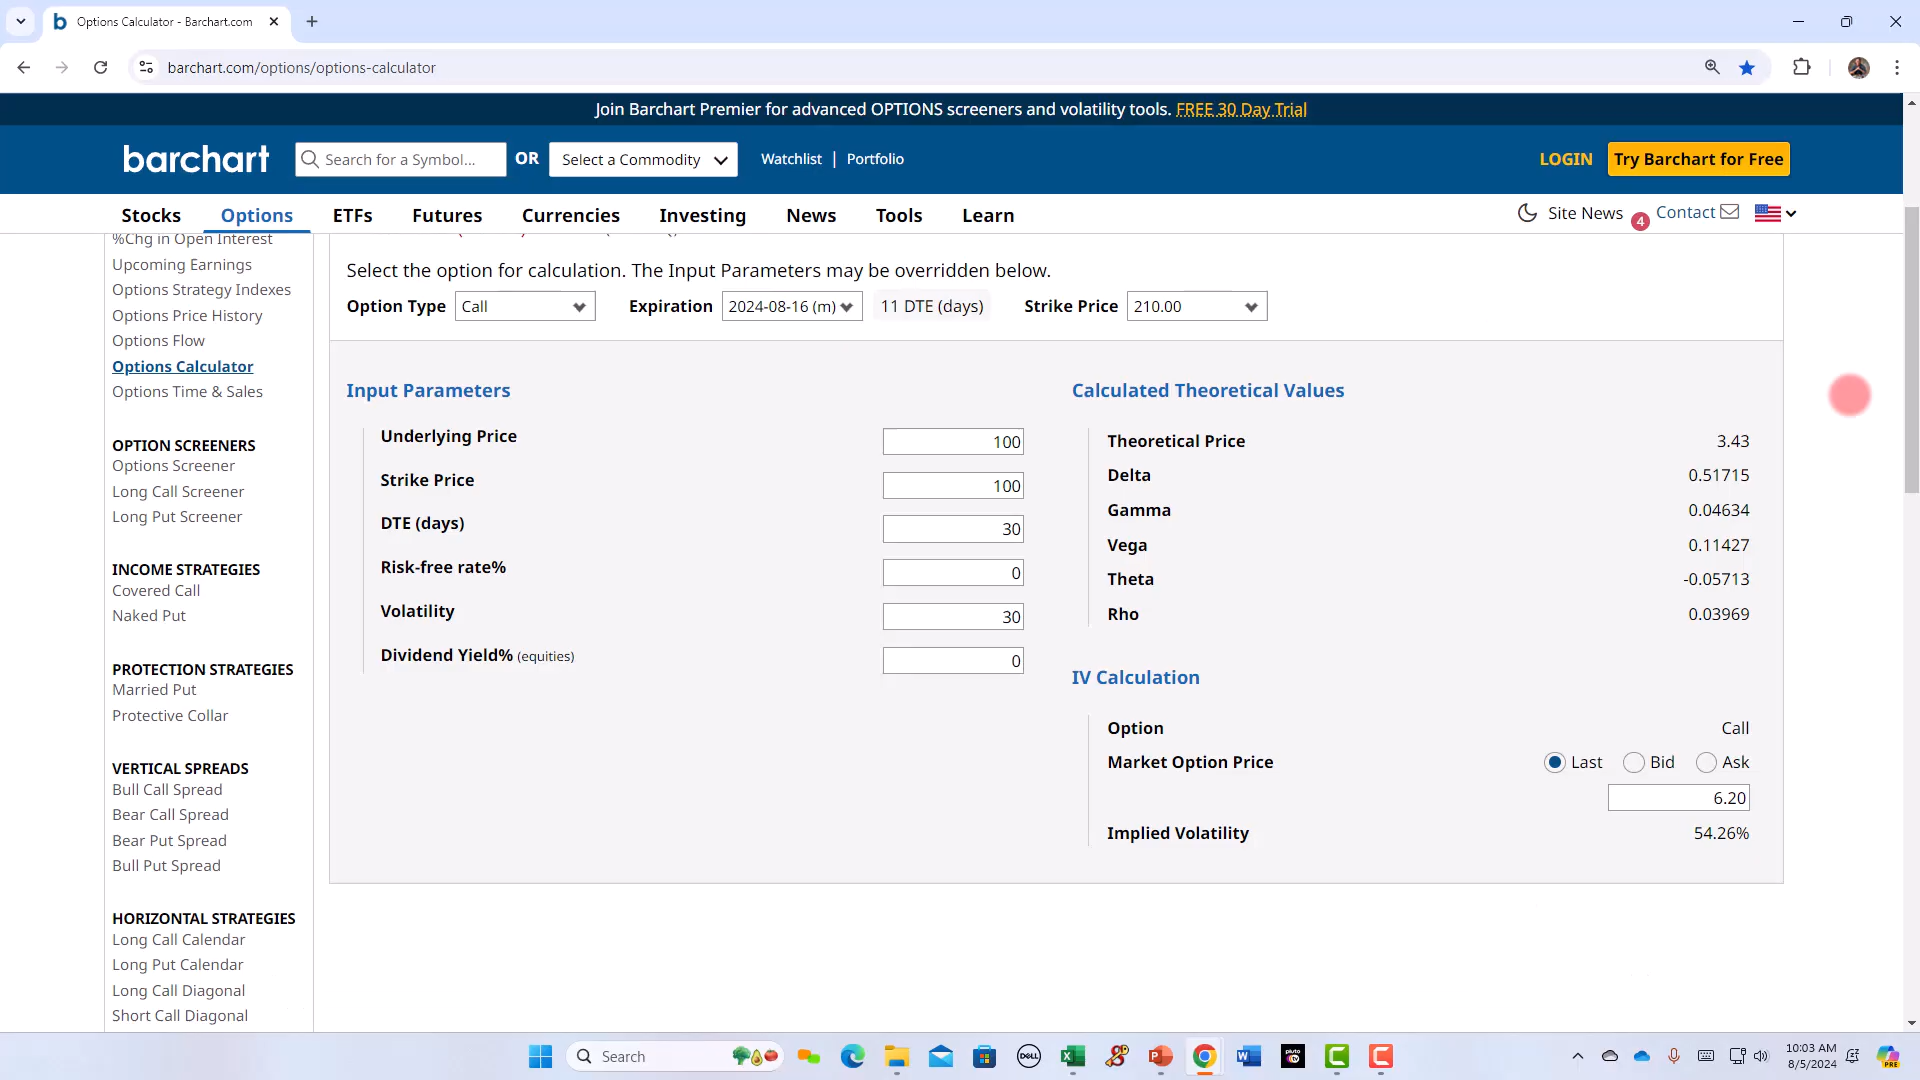 Options Calculator - Barchart.com
barchart.com/options/options-calculator
Join Barchart Premier for advanced OPTIONS screeners and volatility tools. FREE 30 Day Trial
barchart
Search for a Symbol...
OR
Select a Commodity
Watchlist | Portfolio
LOGIN
Try Barchart for Free
Stocks
Options
ETFs
Futures
Currencies
Investing
News
Tools
Learn
Site News
4
Contact
%Chg in Open Interest
Upcoming Earnings
Options Strategy Indexes
Options Price History
Options Flow
Options Calculator
Options Time & Sales
OPTION SCREENERS
Options Screener
Long Call Screener
Long Put Screener
INCOME STRATEGIES
Covered Call
Naked Put
PROTECTION STRATEGIES
Married Put
Protective Collar
VERTICAL SPREADS
Bull Call Spread
Bear Call Spread
Bear Put Spread
Bull Put Spread
HORIZONTAL STRATEGIES
Long Call Calendar
Long Put Calendar
Long Call Diagonal
Short Call Diagonal
Select the option for calculation. The Input Parameters may be overridden below.
Option Type Call Expiration 2024-08-16 (m) 11 DTE (days) Strike Price 210.00
Input Parameters
Underlying Price 100
Strike Price 100
DTE (days) 30
Risk-free rate% 0
Volatility 30
Dividend Yield% (equities) 0
Calculated Theoretical Values
Theoretical Price 3.43
Delta 0.51715
Gamma 0.04634
Vega 0.11427
Theta -0.05713
Rho 0.03969
IV Calculation
Option Call
Market Option Price Last Bid Ask
6.20
Implied Volatility 54.26%
Search
DELL
pluto tv
10:03 AM
8/5/2024
PRE